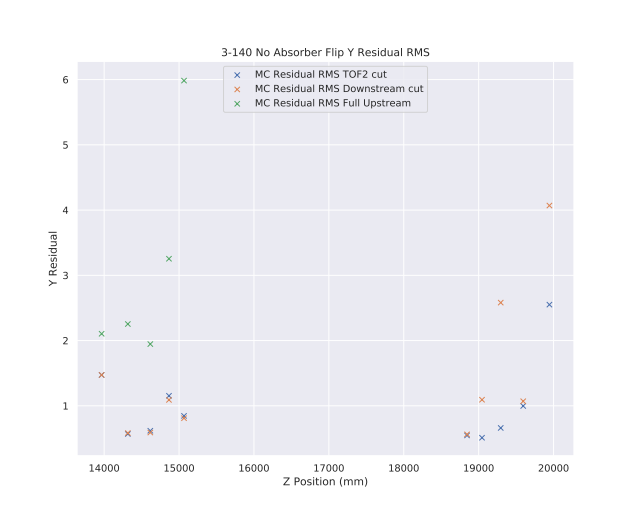 3-140 No Absorber Flip Y Residual RMS
MC Residual RMS TOF2 cut
MC Residual RMS Downstream cut
MC Residual RMS Full Upstream
6
5
4
3
2
1
Y Residual
14000 15000 16000 17000 18000 19000 20000
Z Position (mm)